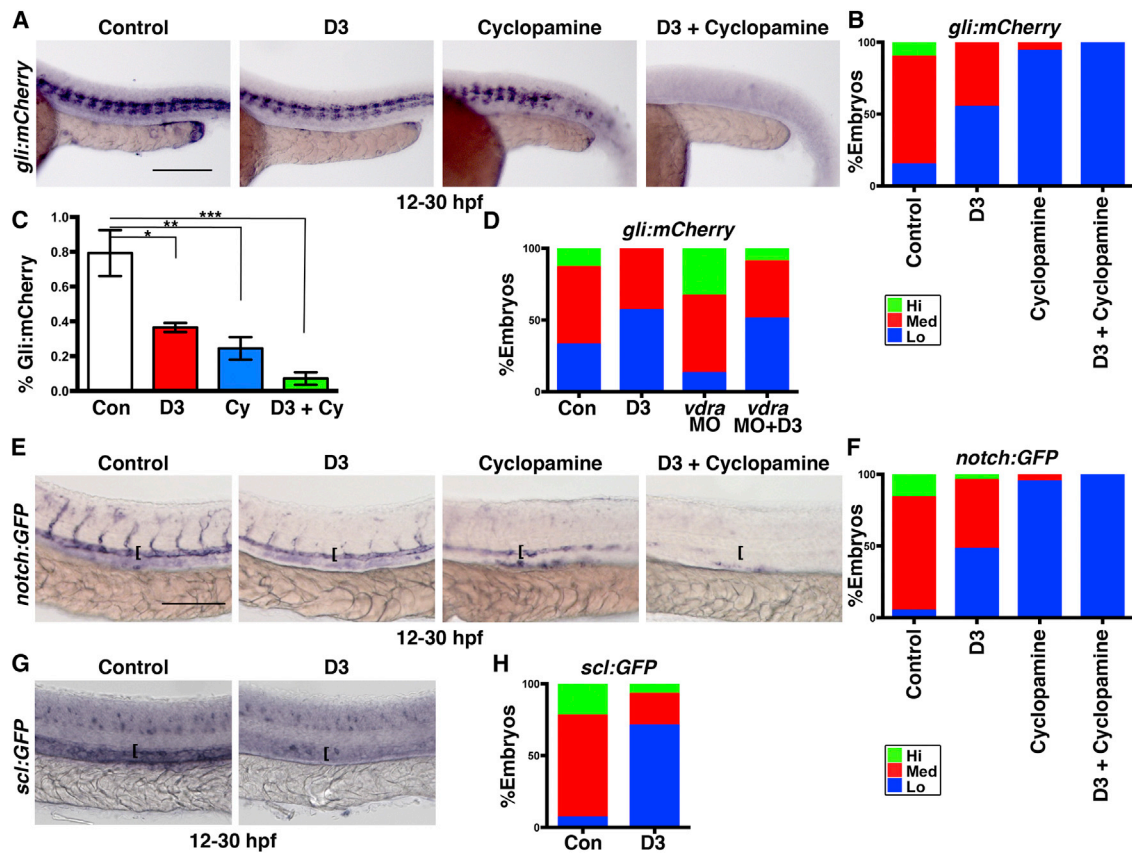 A
Control
D3
Cyclopamine
D3 + Cyclopamine
gli:mCherry
12-30 hpf
B
gli:mCherry
%Embryos
100
50
0
Control
D3
Cyclopamine
D3 + Cyclopamine
Hi
Med
Lo
C
% Gli:mCherry
1.0
0.8
0.6
0.4
0.2
0.0
***
**
*
Con
D3
Cy
D3 + Cy
D
gli:mCherry
%Embryos
100
50
0
Con
D3
vdra
MO
vdra
MO+D3
E
Control
D3
Cyclopamine
D3 + Cyclopamine
notch:GFP
[
[
[
[
12-30 hpf
F
notch:GFP
%Embryos
100
50
0
Control
D3
Cyclopamine
D3 + Cyclopamine
Hi
Med
Lo
G
Control
D3
scl:GFP
[
[
12-30 hpf
H
scl:GFP
%Embryos
100
50
0
Con
D3